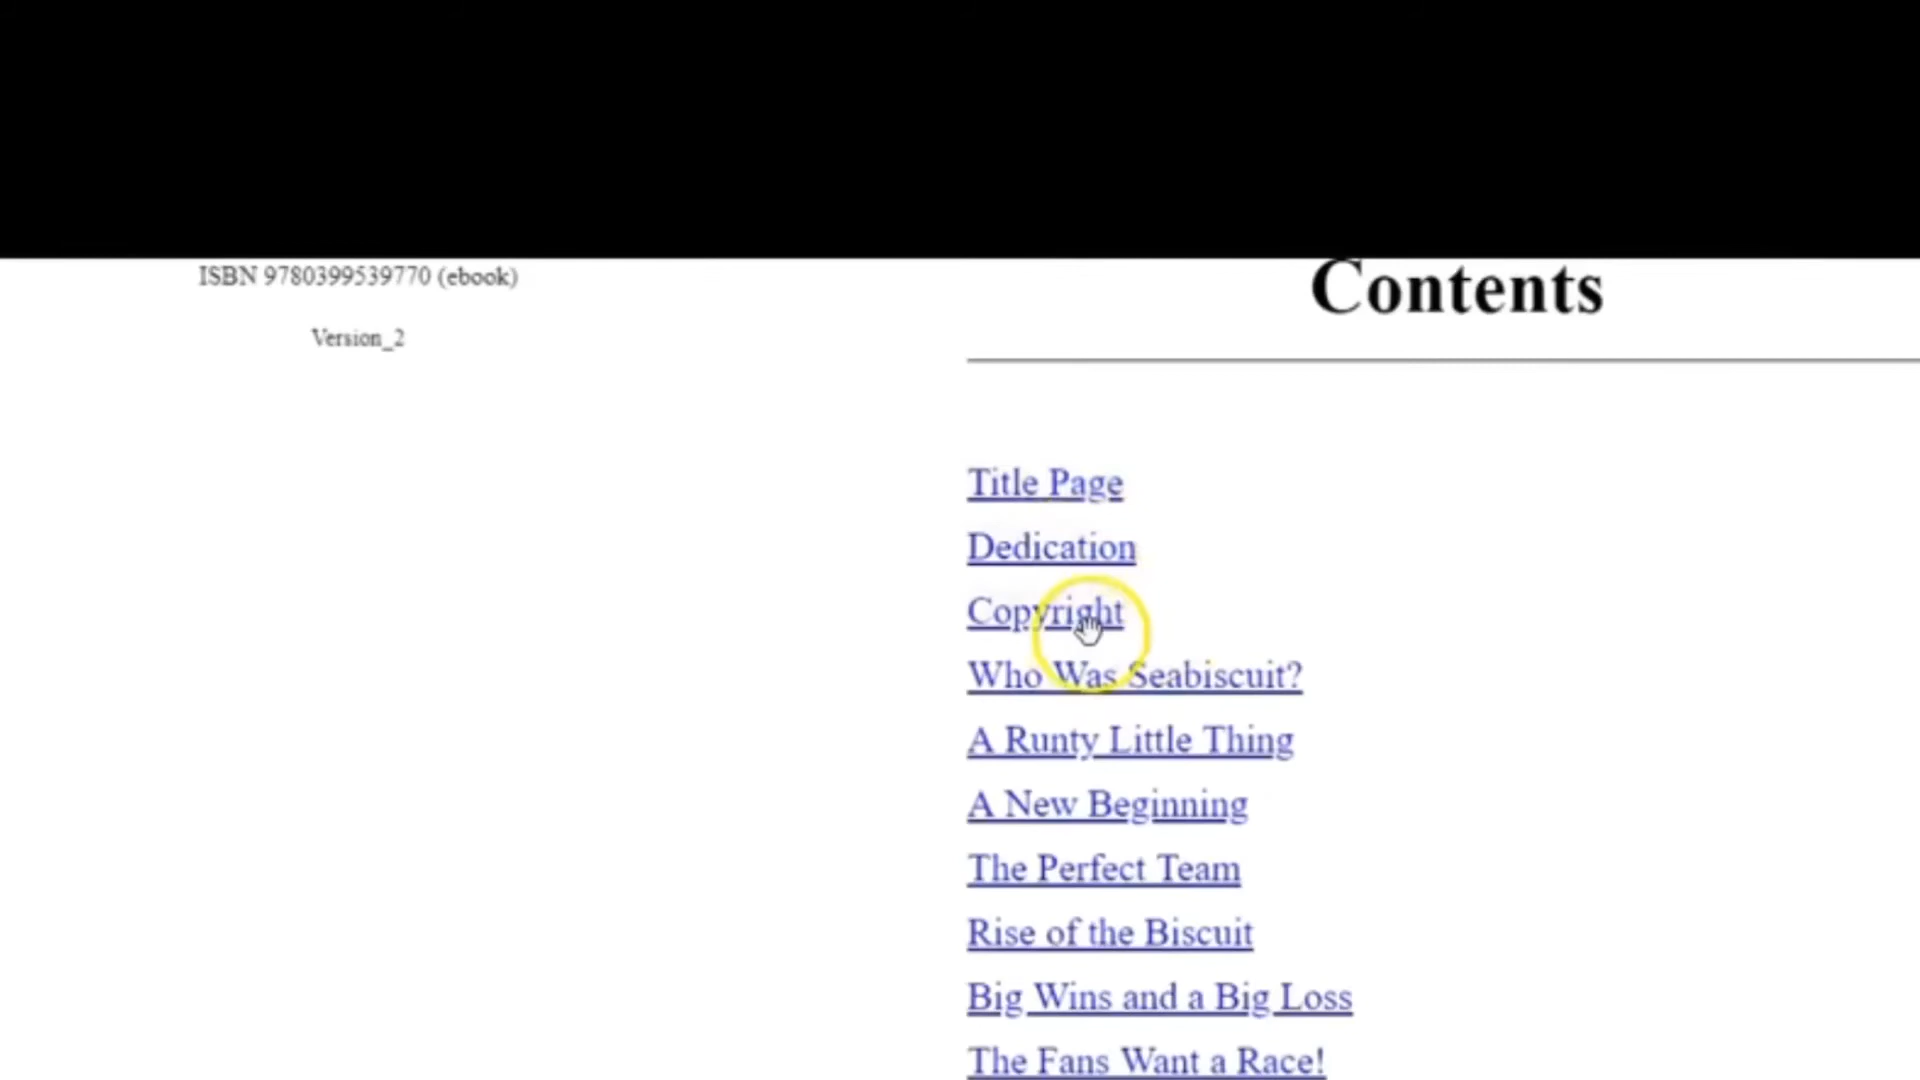 ISBN 9780399539770 (ebook)
Version_2
Contents
Title Page
Dedication
Copyright
Who Was Seabiscuit?
A Runty Little Thing
A New Beginning
The Perfect Team
Rise of the Biscuit
Big Wins and a Big Loss
The Fans Want a Race!